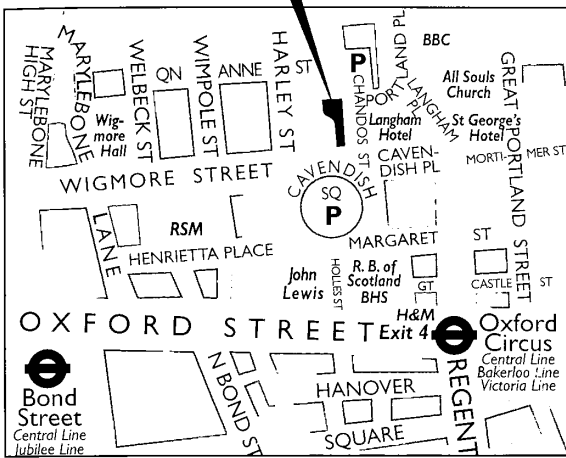 MARYLEBONE
HIGH ST
MARYLEBONE
LANE
WELBECK ST
QN ANNE ST
WIMPOLE ST
HARLEY ST
P
CHANDOS ST
PORTLAND PL
LANGHAM PL
BBC
All Souls
Church
GREAT PORTLAND STREET
Wig-
more
Hall
Langham
Hotel
St George's
Hotel
MORTI- MER ST
CAVEN-
DISH PL
WIGMORE STREET
CAVENDISH
SQ
P
RSM
HENRIETTA PLACE
MARGARET ST
John
Lewis
HOLLES ST
R. B. of
Scotland
BHS
GT CASTLE ST
H&M
Exit 4
OXFORD STREET
Oxford
Circus
Central Line
Bakerloo Line
Victoria Line
Bond
Street
Central Line
Jubilee Line
N BOND ST
HANOVER
SQUARE
REGENT